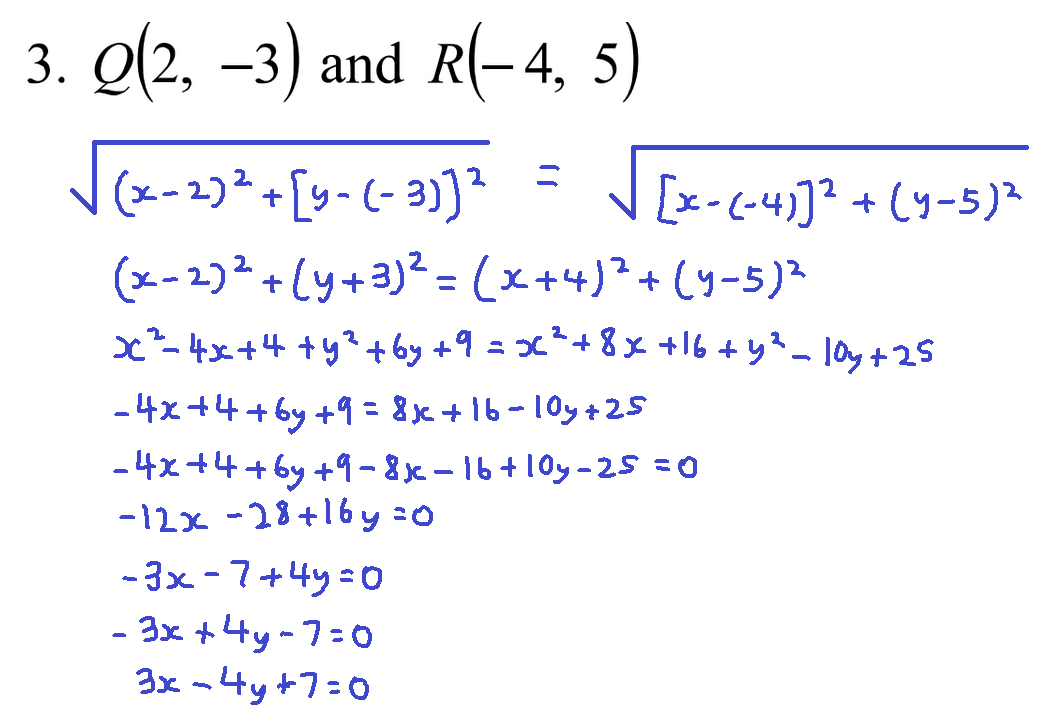 3. Q(2, −3) and R(−4, 5)
√((x-2)²+[y-(-3)]²) = √([x-(-4)]²+(y-5)²)
(x-2)²+(y+3)²=(x+4)²+(y-5)²
x²-4x+4+y²+6y+9=x²+8x+16+y²-10y+25
-4x+4+6y+9=8x+16-10y+25
-4x+4+6y+9-8x-16+10y-25=0
-12x-28+16y=0
-3x-7+4y=0
-3x+4y-7=0
3x-4y+7=0